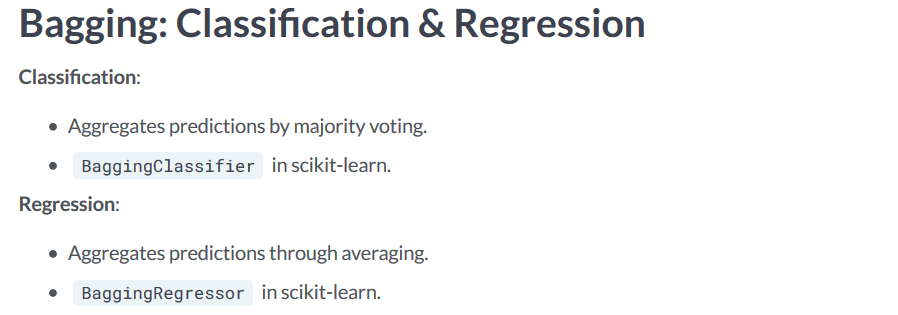 Bagging: Classification & Regression
Classification:
• Aggregates predictions by majority voting.
• BaggingClassifier in scikit-learn.
Regression:
• Aggregates predictions through averaging.
• BaggingRegressor in scikit-learn.